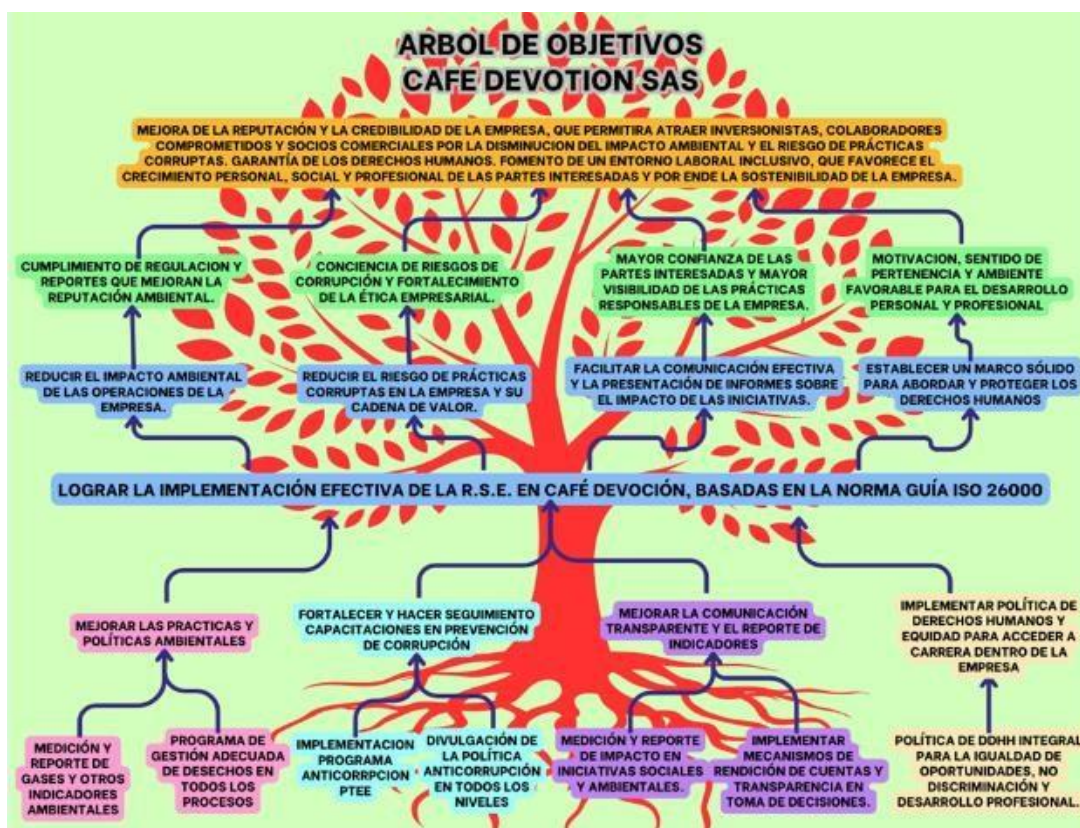 ARBOL DE OBJETIVOS
CAFE DEVOTION SAS
MEJORA DE LA REPUTACIÓN Y LA CREDIBILIDAD DE LA EMPRESA, QUE PERMITIRA ATRAER INVERSIONISTAS, COLABORADORES
COMPROMETIDOS Y SOCIOS COMERCIALES POR LA DISMINUCION DEL IMPACTO AMBIENTAL Y EL RIESGO DE PRÁCTICAS
CORRUPTAS. GARANTÍA DE LOS DERECHOS HUMANOS. FOMENTO DE UN ENTORNO LABORAL INCLUSIVO, QUE FAVORECE EL
CRECIMIENTO PERSONAL, SOCIAL Y PROFESIONAL DE LAS PARTES INTERESADAS Y POR ENDE LA SOSTENIBILIDAD DE LA EMPRESA.
CUMPLIMIENTO DE REGULACION Y
REPORTES QUE MEJORAN LA
REPUTACIÓN AMBIENTAL.
CONCIENCIA DE RIESGOS DE
CORRUPCIÓN Y FORTALECIMIENTO
DE LA ÉTICA EMPRESARIAL.
MAYOR CONFIANZA DE LAS
PARTES INTERESADAS Y MAYOR
VISIBILIDAD DE LAS PRÁCTICAS
RESPONSABLES DE LA EMPRESA.
MOTIVACION, SENTIDO DE
PERTENENCIA Y AMBIENTE
FAVORABLE PARA EL DESARROLLO
PERSONAL Y PROFESIONAL
REDUCIR EL IMPACTO AMBIENTAL
DE LAS OPERACIONES DE LA
EMPRESA.
REDUCIR EL RIESGO DE PRÁCTICAS
CORRUPTAS EN LA EMPRESA Y SU
CADENA DE VALOR.
FACILITAR LA COMUNICACIÓN EFECTIVA
Y LA PRESENTACIÓN DE INFORMES SOBRE
EL IMPACTO DE LAS INICIATIVAS.
ESTABLECER UN MARCO SÓLIDO
PARA ABORDAR Y PROTEGER LOS
DERECHOS HUMANOS
LOGRAR LA IMPLEMENTACIÓN EFECTIVA DE LA R.S.E. EN CAFÉ DEVOCIÓN, BASADAS EN LA NORMA GUÍA ISO 26000
MEJORAR LAS PRACTICAS Y
POLÍTICAS AMBIENTALES
FORTALECER Y HACER SEGUIMIENTO
CAPACITACIONES EN PREVENCIÓN
DE CORRUPCIÓN
MEJORAR LA COMUNICACIÓN
TRANSPARENTE Y EL REPORTE DE
INDICADORES
IMPLEMENTAR POLÍTICA DE
DERECHOS HUMANOS Y
EQUIDAD PARA ACCEDER A
CARRERA DENTRO DE LA
EMPRESA
MEDICIÓN Y
REPORTE DE
GASES Y OTROS
INDICADORES
AMBIENTALES
PROGRAMA DE
GESTIÓN ADECUADA
DE DESECHOS EN
TODOS LOS
PROCESOS
IMPLEMENTACION
PROGRAMA
ANTICORRPCION
PTEE
DIVULGACIÓN DE
LA POLÍTICA
ANTICORRUPCIÓN
EN TODOS LOS
NIVELES
MEDICIÓN Y REPORTE
DE IMPACTO EN
INICIATIVAS SOCIALES
Y AMBIENTALES.
IMPLEMENTAR
MECANISMOS DE
RENDICIÓN DE CUENTAS Y
TRANSPARENCIA EN
TOMA DE DECISIONES.
POLÍTICA DE DDHH INTEGRAL
PARA LA IGUALDAD DE
OPORTUNIDADES, NO
DISCRIMINACIÓN Y
DESARROLLO PROFESIONAL.